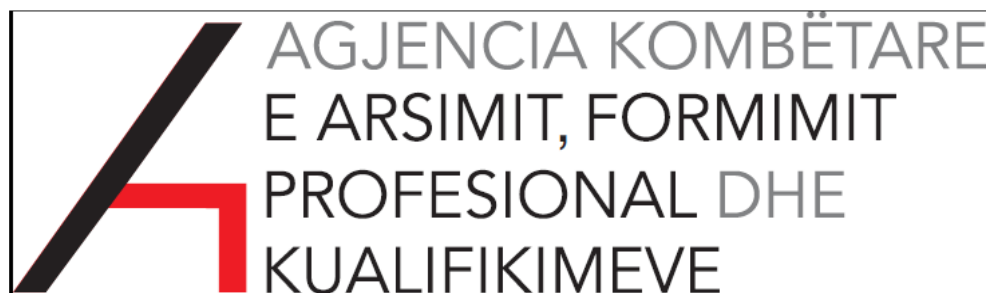 AGJENCIA KOMBËTARE
E ARSIMIT, FORMIMIT
PROFESIONAL DHE
KUALIFIKIMEVE